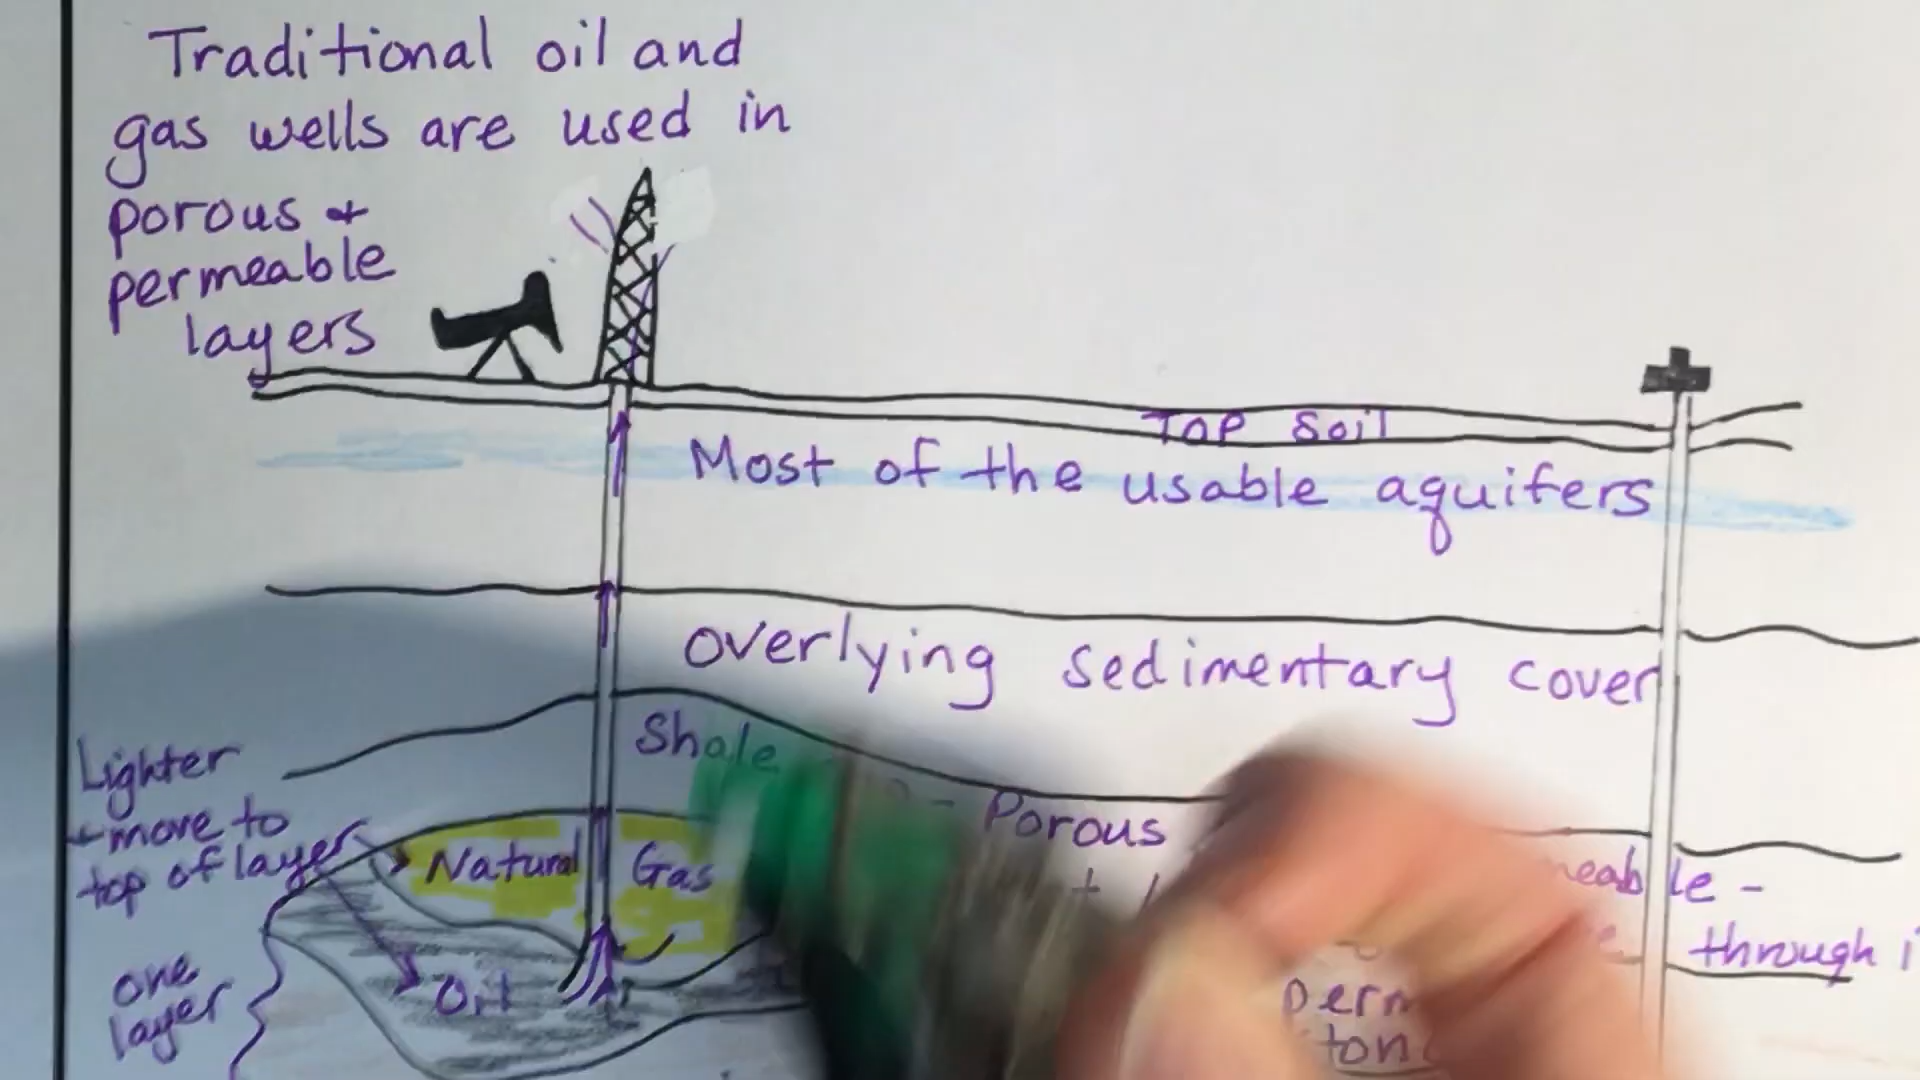 Traditional oil and
gas wells are used in
porous +
permeable
layers
Top Soil
Most of the usable aquifers
Overlying sedimentary cover
Shale
- Porous
Lighter
move to
top of layer
Natural Gas
through
one
layer
Oil